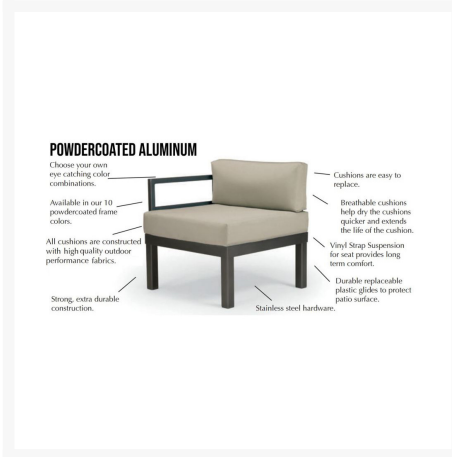 POWDERCOATED ALUMINUM
Choose your own
eye catching color
combinations.
Available in our 10
powdercoated frame
colors.
All cushions are constructed
with high quality outdoor
performance fabrics.
Strong, extra durable
construction.
Cushions are easy to
replace.
Breathable cushions
help dry the cushions
quicker and extends
the life of the cushion.
Vinyl Strap Suspension
for seat provides long
term comfort.
Durable replaceable
plastic glides to protect
patio surface.
Stainless steel hardware.